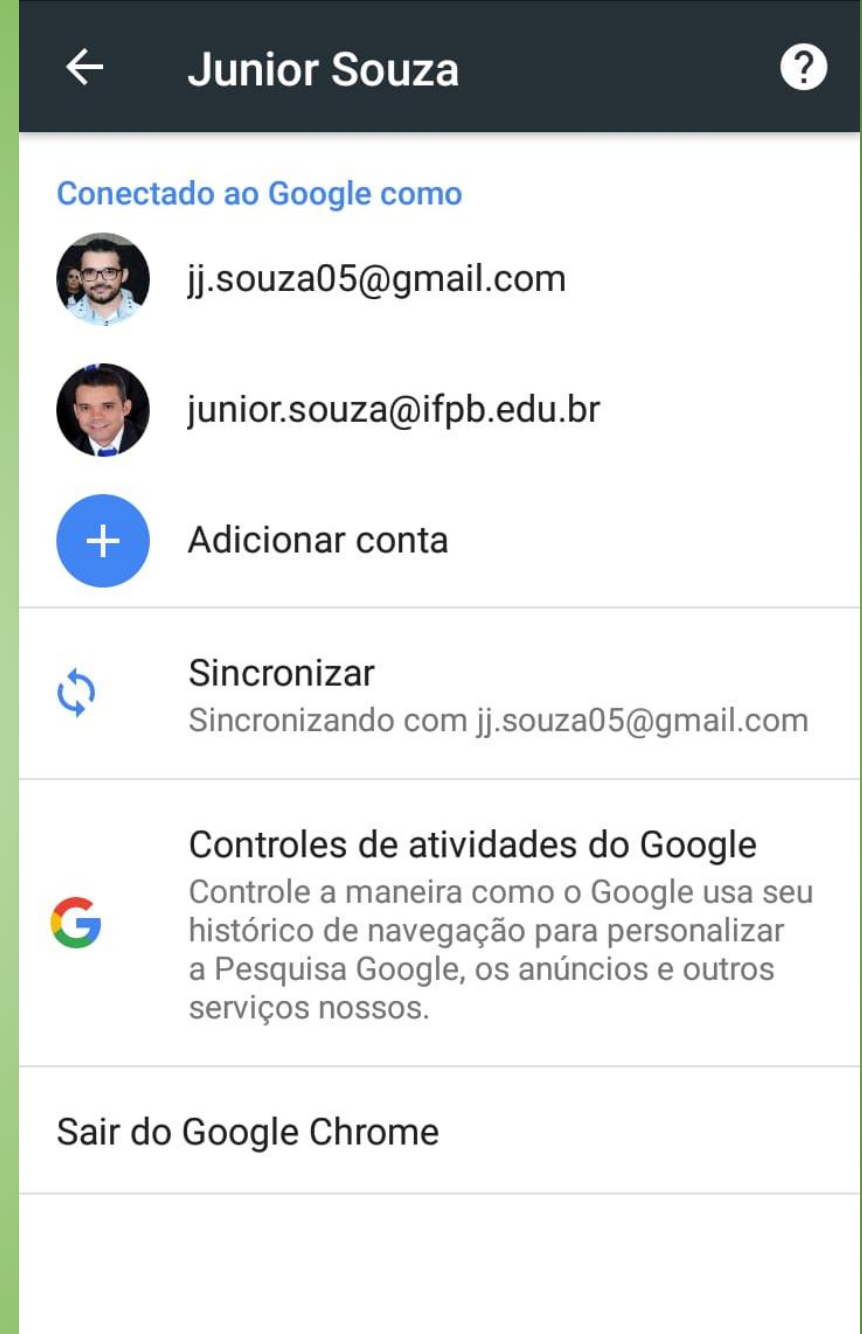 Junior Souza
Conectado ao Google como
jj.souza05@gmail.com
junior.souza@ifpb.edu.br
Adicionar conta
Sincronizar
Sincronizando com jj.souza05@gmail.com
Controles de atividades do Google
Controle a maneira como o Google usa seu
histórico de navegação para personalizar
a Pesquisa Google, os anúncios e outros
serviços nossos.
Sair do Google Chrome